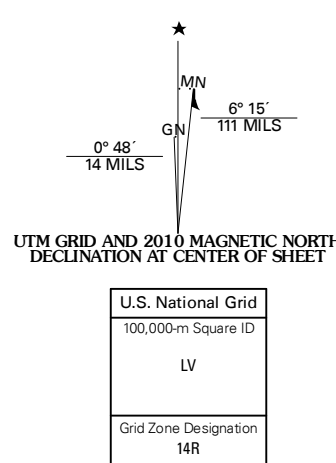 MN
6° 15´
111 MILS
GN
0° 48´
14 MILS
UTM GRID AND 2010 MAGNETIC NORTH
DECLINATION AT CENTER OF SHEET
U.S. National Grid
100,000-m Square ID
LV
Grid Zone Designation
14R